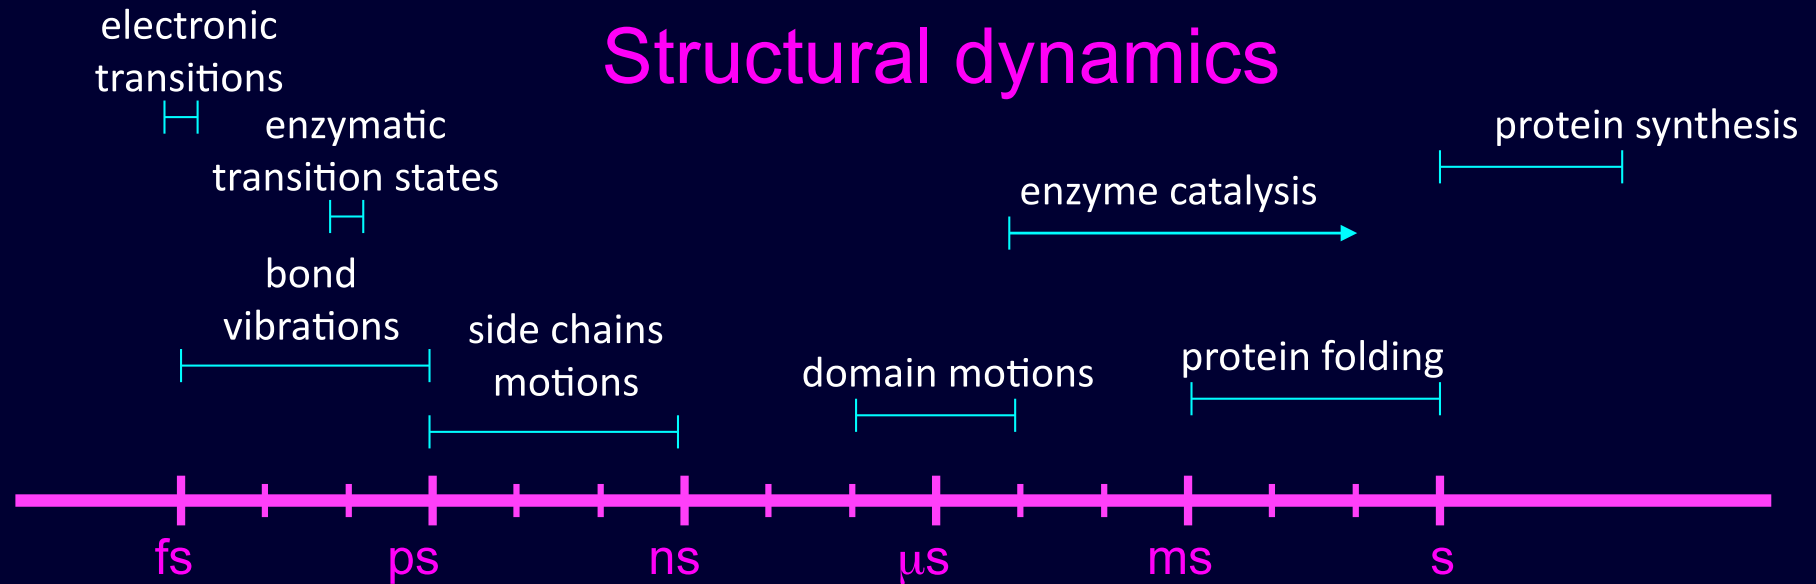 Structural dynamics
electronic
transitions
enzymatic
transition states
bond
vibrations
side chains
motions
domain motions
enzyme catalysis
protein folding
protein synthesis
fs
ps
ns
μs
ms
s